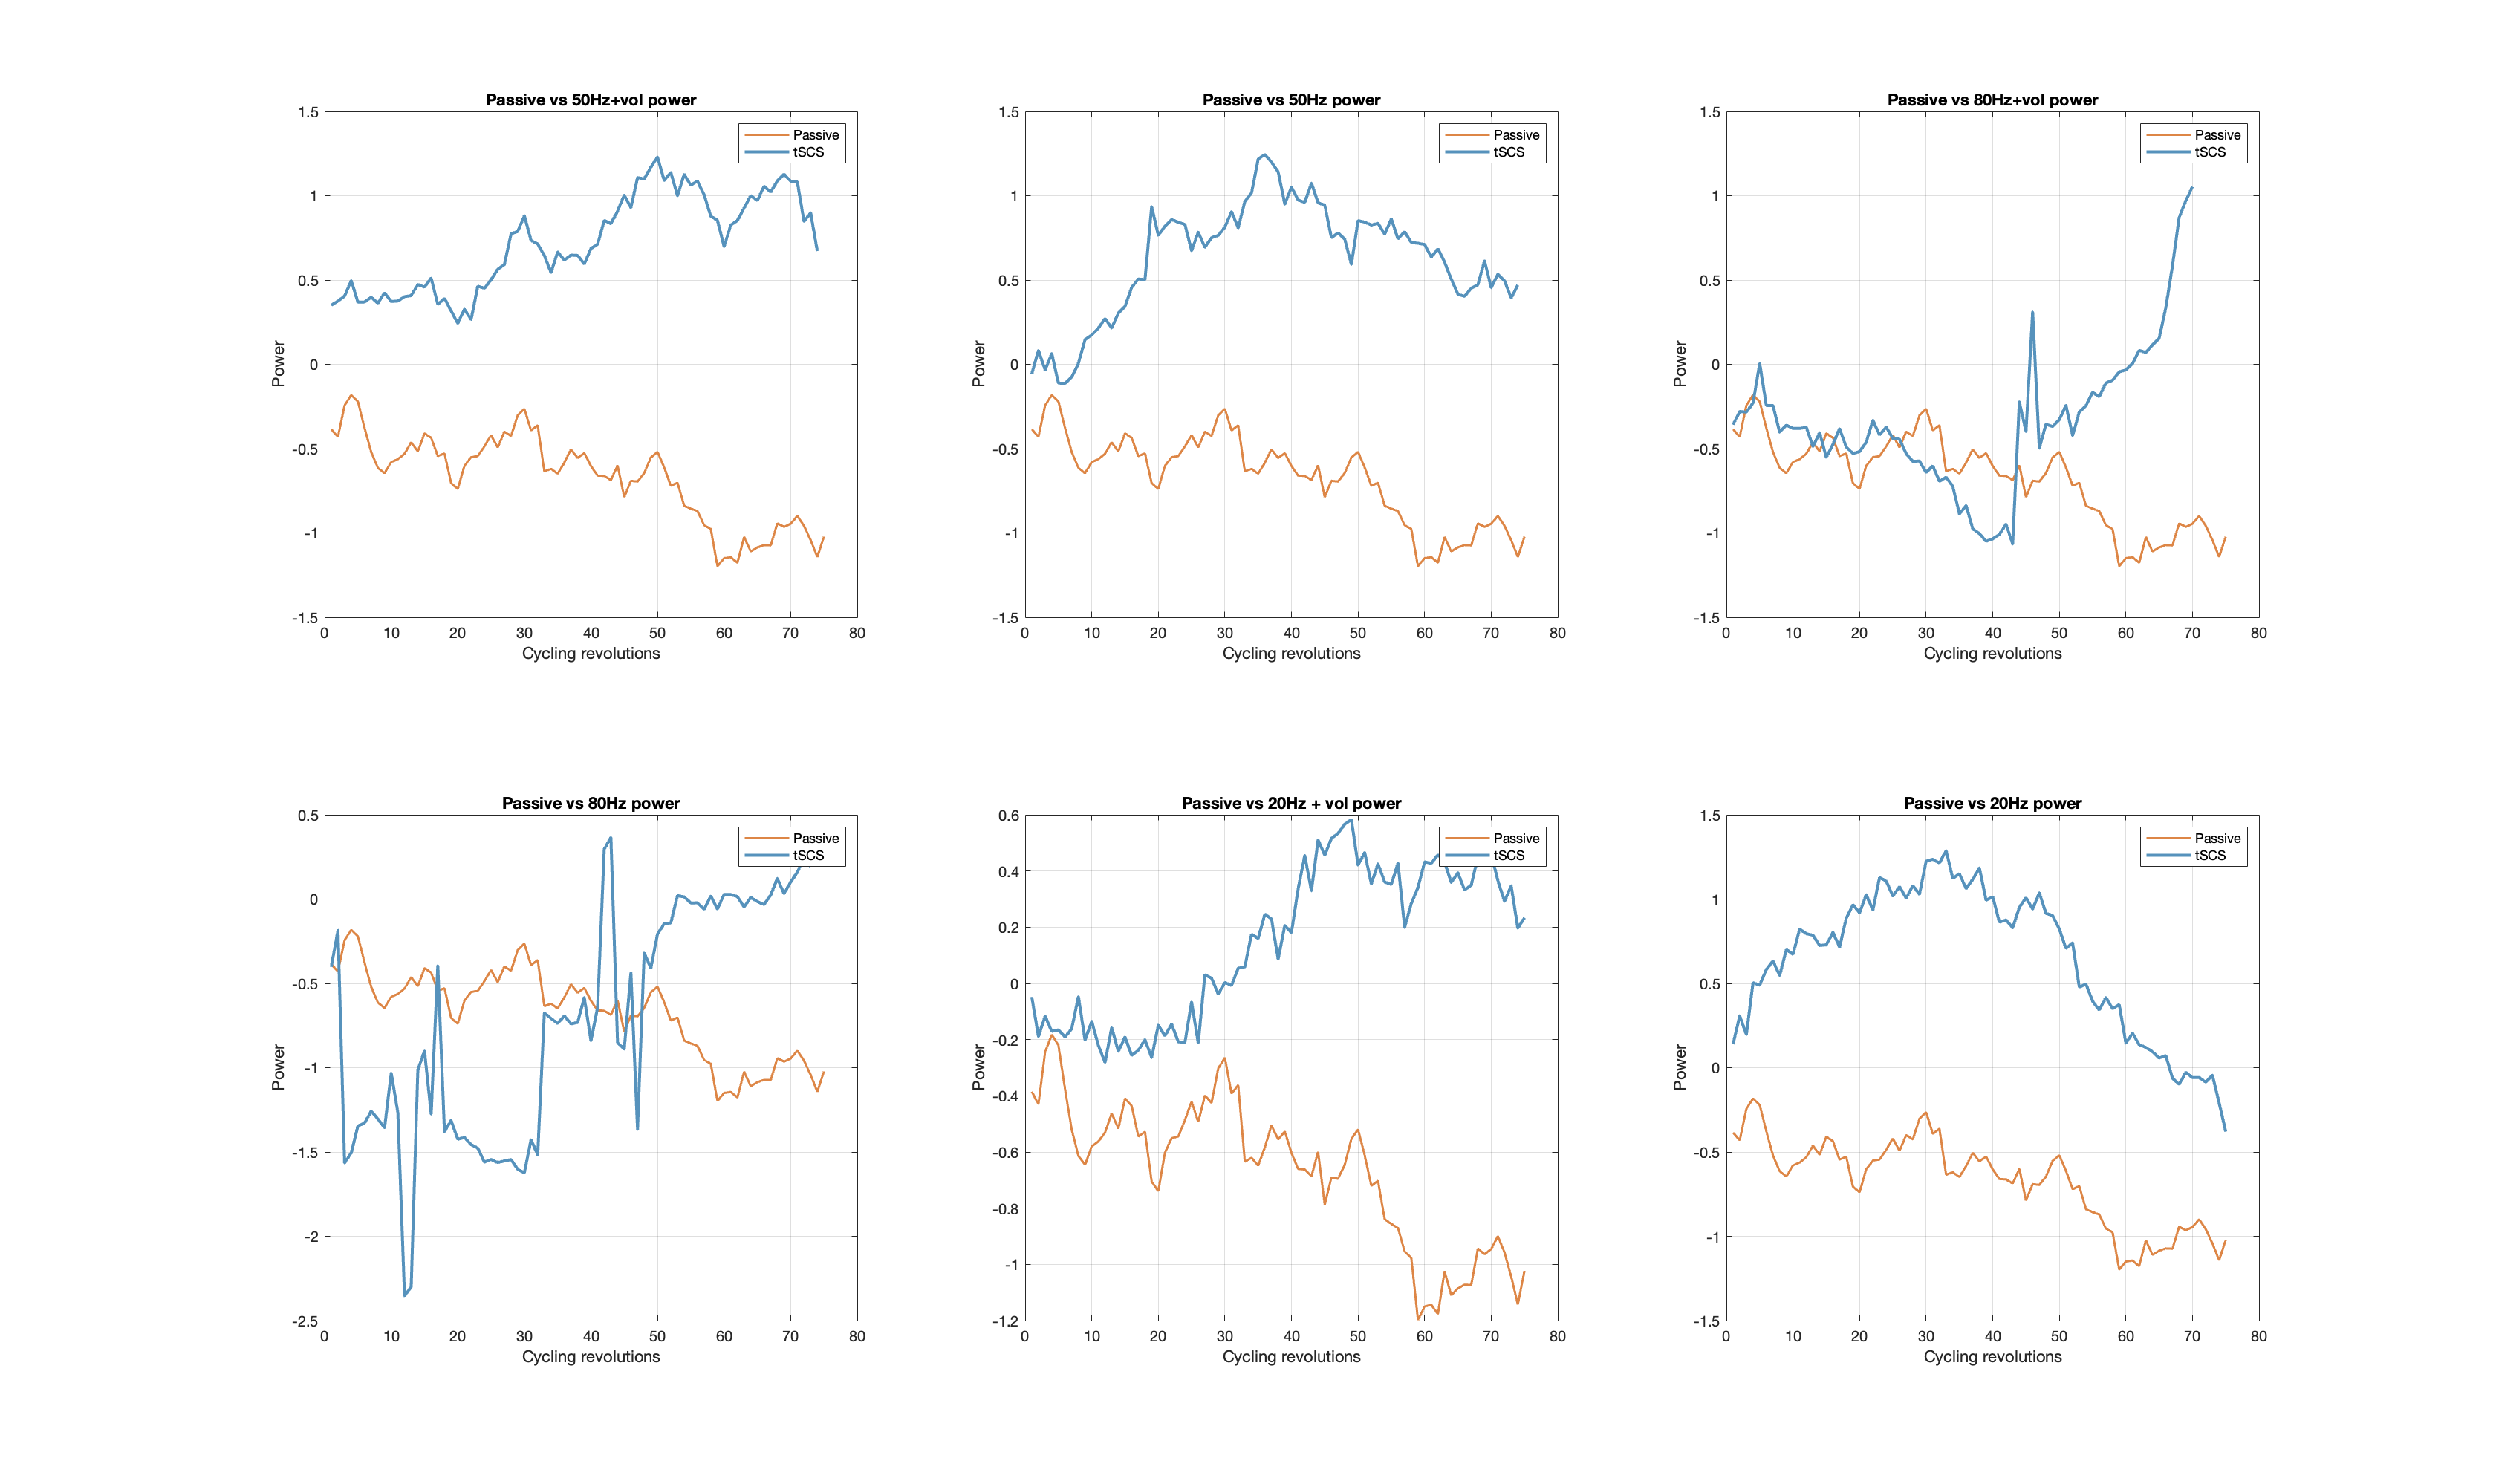 Passive vs 50Hz+vol power
1.5
1
0.5
0
-0.5
-1
-1.5
Power
0 10 20 30 40 50 60 70 80
Cycling revolutions
Passive
tSCS
Passive vs 50Hz power
1.5
1
0.5
0
-0.5
-1
-1.5
Power
0 10 20 30 40 50 60 70 80
Cycling revolutions
Passive
tSCS
Passive vs 80Hz+vol power
1.5
1
0.5
0
-0.5
-1
-1.5
Power
0 10 20 30 40 50 60 70 80
Cycling revolutions
Passive
tSCS
Passive vs 80Hz power
0.5
0
-0.5
-1
-1.5
-2
-2.5
Power
0 10 20 30 40 50 60 70 80
Cycling revolutions
Passive
tSCS
Passive vs 20Hz + vol power
0.6
0.4
0.2
0
-0.2
-0.4
-0.6
-0.8
-1
-1.2
Power
0 10 20 30 40 50 60 70 80
Cycling revolutions
Passive
tSCS
Passive vs 20Hz power
1.5
1
0.5
0
-0.5
-1
-1.5
Power
0 10 20 30 40 50 60 70 80
Cycling revolutions
Passive
tSCS